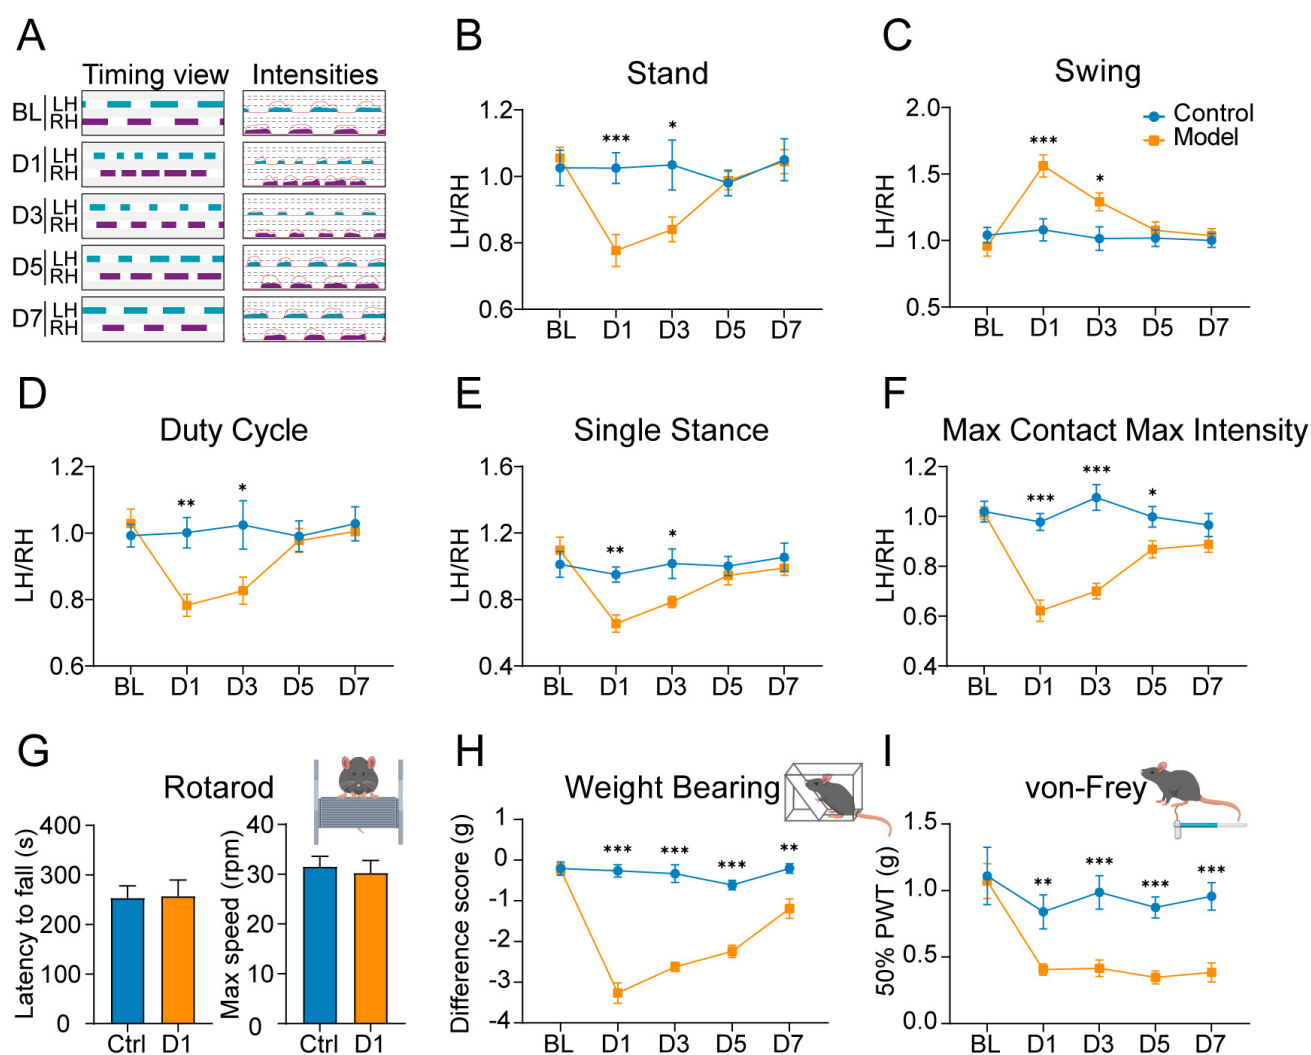 A
Timing view Intensities
BL LH
RH
D1 LH
RH
D3 LH
RH
D5 LH
RH
D7 LH
RH
B
Stand
LH/RH
1.2
1.0
0.8
0.6
*** *
BL D1 D3 D5 D7
C
Swing
Control
Model
LH/RH
2.0
1.5
1.0
0.5
***
*
BL D1 D3 D5 D7
D
Duty Cycle
LH/RH
1.2
1.0
0.8
0.6
** *
BL D1 D3 D5 D7
E
Single Stance
LH/RH
1.6
1.2
0.8
0.4
** *
BL D1 D3 D5 D7
F
Max Contact Max Intensity
LH/RH
1.2
1.0
0.8
0.6
0.4
*** *** *
BL D1 D3 D5 D7
G
Rotarod
Latency to fall (s)
400
300
200
100
0
Ctrl D1
Max speed (rpm)
40
30
20
10
0
Ctrl D1
H
Weight Bearing
Difference score (g)
1
0
-1
-2
-3
-4
*** *** *** **
BL D1 D3 D5 D7
I
von-Frey
50% PWT (g)
1.5
1.0
0.5
0.0
** *** *** ***
BL D1 D3 D5 D7